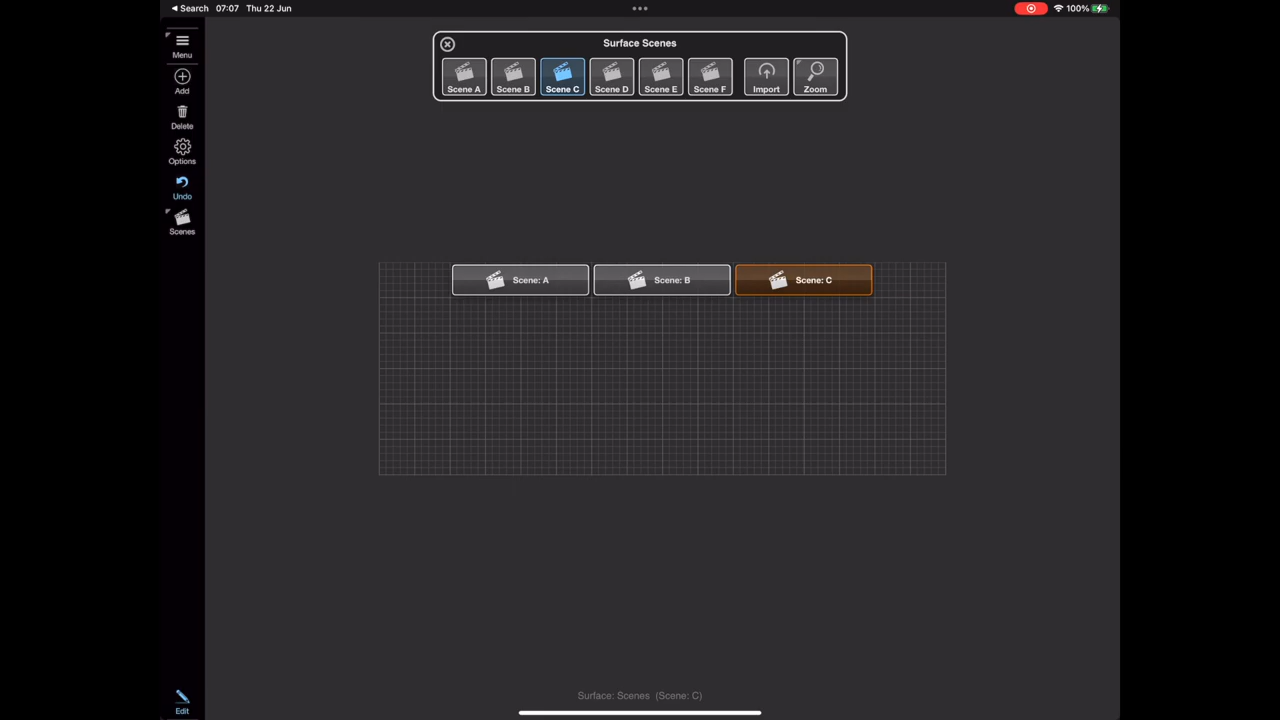 Search 07:07 Thu 22 Jun
100%
Surface Scenes
Scene A Scene B Scene C Scene D Scene E Scene F Import Zoom
Menu
Add
Delete
Options
Undo
Scenes
Scene: A Scene: B Scene: C
Surface: Scenes (Scene: C)
Edit